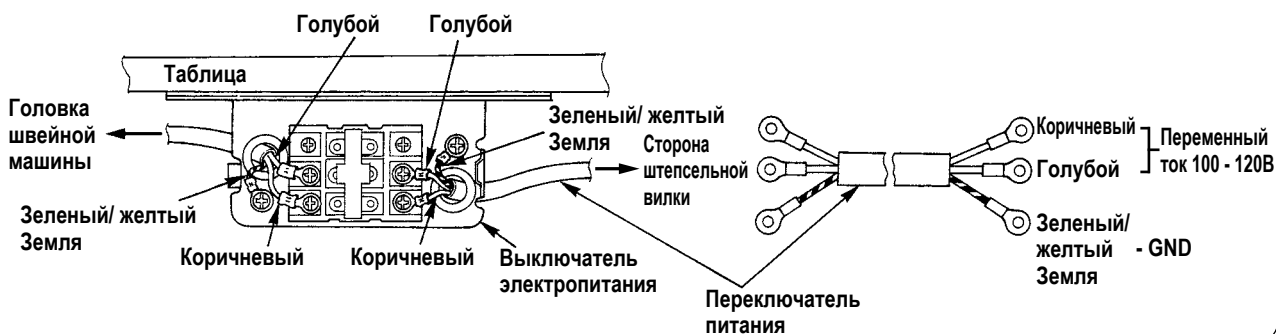 Голубой
Голубой
Таблица
Головка
швейной
машины
Зеленый/ желтый
Земля
Сторона
штепсельной
вилки
Зеленый/ желтый
Земля
Коричневый
Коричневый
Выключатель
электропитания
Переключатель
питания
Коричневый
Голубой
Переменный
ток 100 - 120В
Зеленый/
желтый - GND
Земля